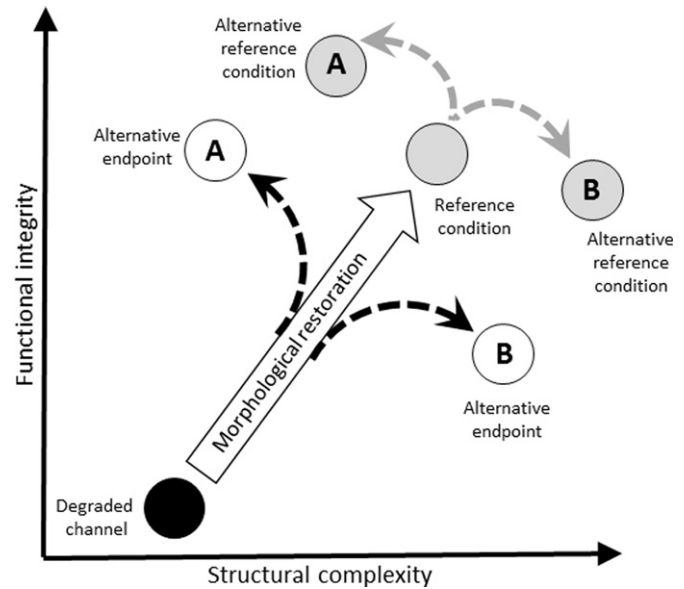 Alternative
reference
condition
A
Alternative
endpoint
A
Reference
condition
B
Alternative
reference
condition
Morphological restoration
B
Alternative
endpoint
Degraded
channel
Functional integrity
Structural complexity